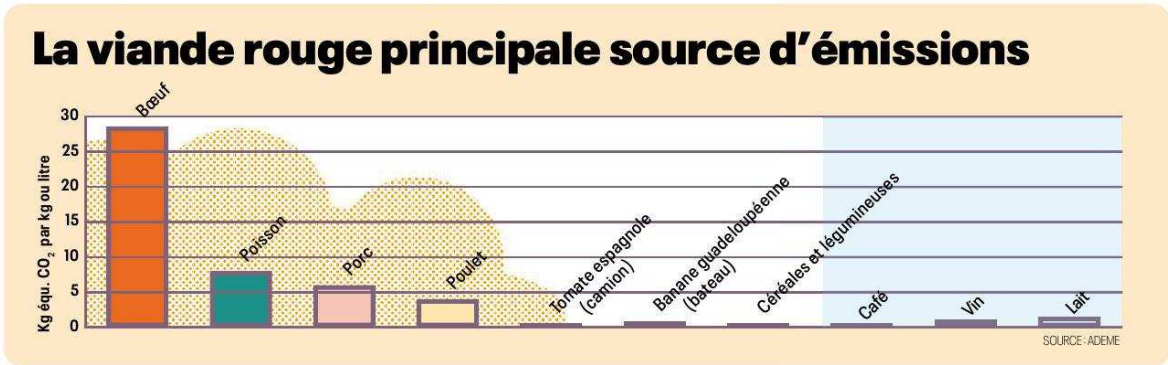 La viande rouge principale source d'émissions
Kg équ. CO₂ par kg ou litre
30
25
20
15
10
5
0
Bœuf
Poisson
Porc
Poulet
Tomate espagnole
(camion)
Banane guadeloupéenne
(bateau)
Céréales et légumineuses
Café
Vin
Lait
SOURCE : ADEME